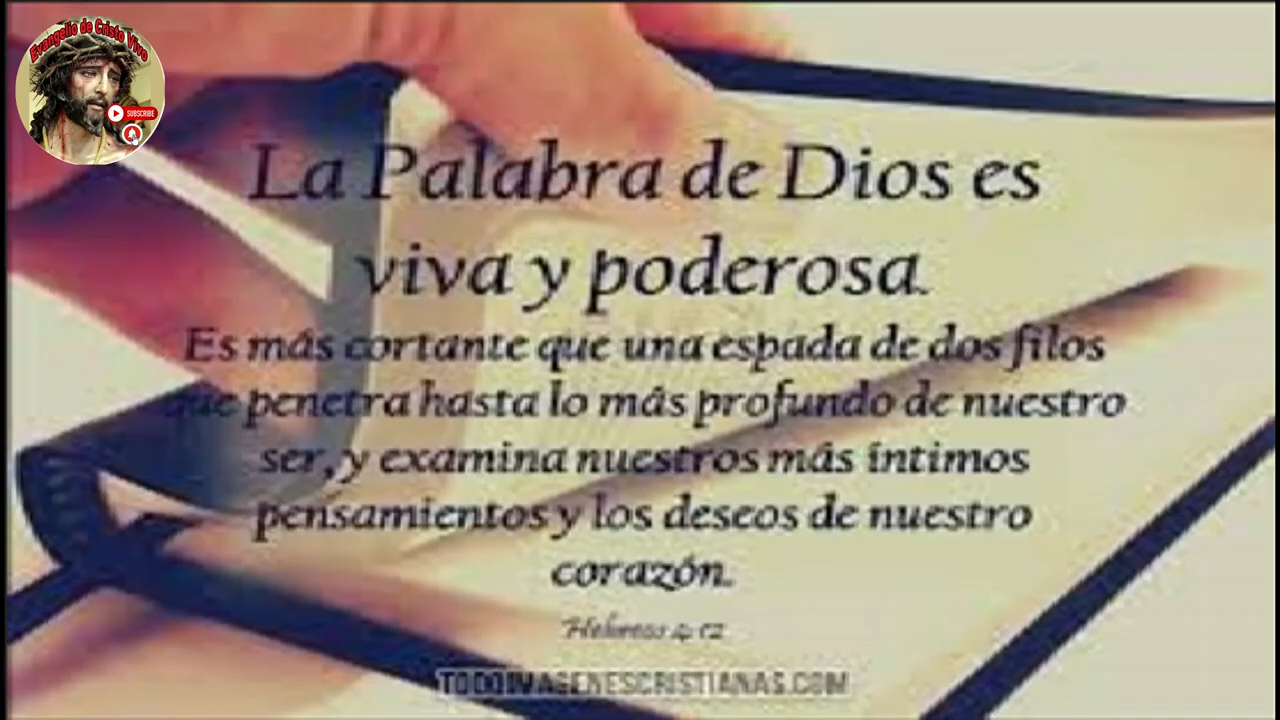 Evangelio de Cristo Vivo
SUBSCRIBE
La Palabra de Dios es
viva y poderosa.
Es más cortante que una espada de dos filos
que penetra hasta lo más profundo de nuestro
ser, y examina nuestros más íntimos
pensamientos y los deseos de nuestro
corazón.
Hebreos 4:12
TODOIMAGENESCRISTIANAS.COM